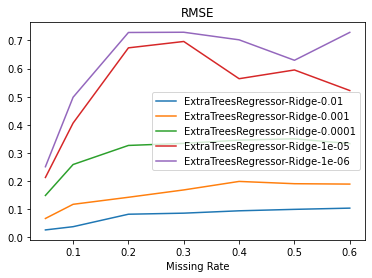 RMSE
0.7
0.6
0.5
0.4
0.3
0.2
0.1
0.0
ExtraTreesRegressor-Ridge-0.01
ExtraTreesRegressor-Ridge-0.001
ExtraTreesRegressor-Ridge-0.0001
ExtraTreesRegressor-Ridge-1e-05
ExtraTreesRegressor-Ridge-1e-06
0.1 0.2 0.3 0.4 0.5 0.6
Missing Rate